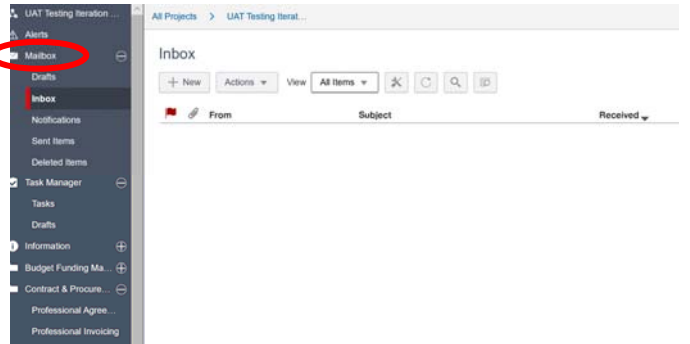 UAT Testing Iteration ...
Alerts
Mailbox
Drafts
Inbox
Notifications
Sent Items
Deleted Items
Task Manager
Tasks
Drafts
Information
Budget Funding Ma...
Contract & Procure...
Professional Agree...
Professional Invoicing
All Projects > UAT Testing Iterat...
Inbox
+ New Actions View All Items
From Subject Received